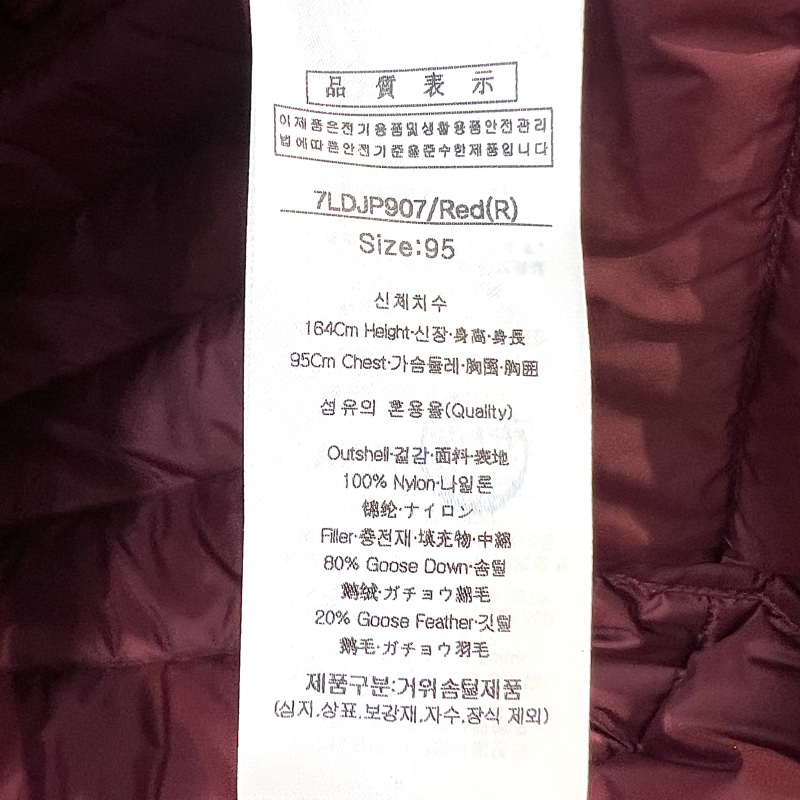 品質表示
이 제품은전기용품및생활용품안전관리
법에따른안전기준을준수한제품입니다
7LDJP907/Red(R)
Size:95
신체치수
164Cm Height·신장·身高·身長
95Cm Chest·가슴둘레·胸围·胸囲
섬유의 혼용율(Quality)
Outshell·겉감·面料·表地
100% Nylon·나일론
锦纶·ナイロン
Filler·충전재·填充物·中綿
80% Goose Down·솜털
鹅绒·ガチョウ綿毛
20% Goose Feather·깃털
鹅毛·ガチョウ羽毛
제품구분:거위솜털제품
(심지,상표,보강재,자수,장식 제외)